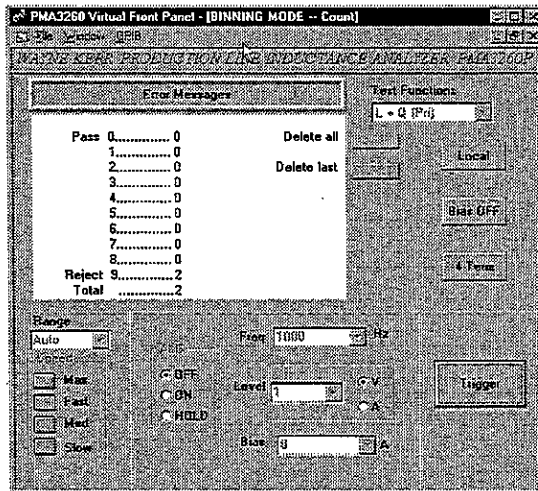 PMA3260 Virtual Front Panel - [BINNING MODE -- Count]
File Window GPIB
WAYNE KERR PRODUCTION LINE INDUCTANCE ANALYZER PMA3260P
Error Messages
Test Functions
L + Q (Pri)
Pass 0.............. 0
1.............. 0
2.............. 0
3.............. 0
4.............. 0
5.............. 0
6.............. 0
7.............. 0
8.............. 0
Reject 9..............2
Total ..............2
Delete all
Delete last
Local
Bias OFF
4-Term
Range
Auto
Speed
Max
Fast
Med
Slow
OFF
ON
HOLD
Freq 1000 Hz
Level 1 V
A
Bias 0 A
Trigger